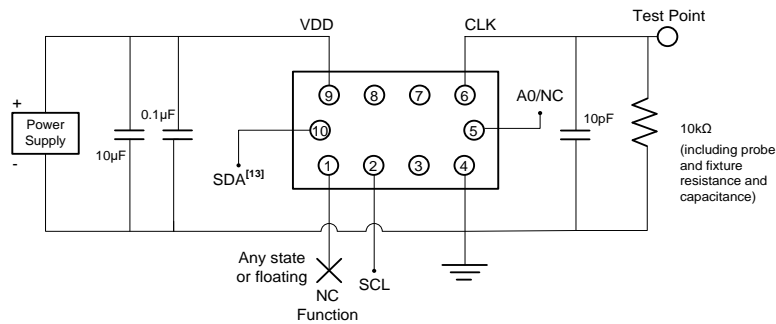 Test Point
VDD
CLK
9
8
7
6
A0/NC
+
Power
Supply
-
0.1µF
10µF
10
5
10pF
10kΩ
(including probe
and fixture
resistance and
capacitance)
SDA[13]
1
2
3
4
Any state
or floating
NC
Function
SCL